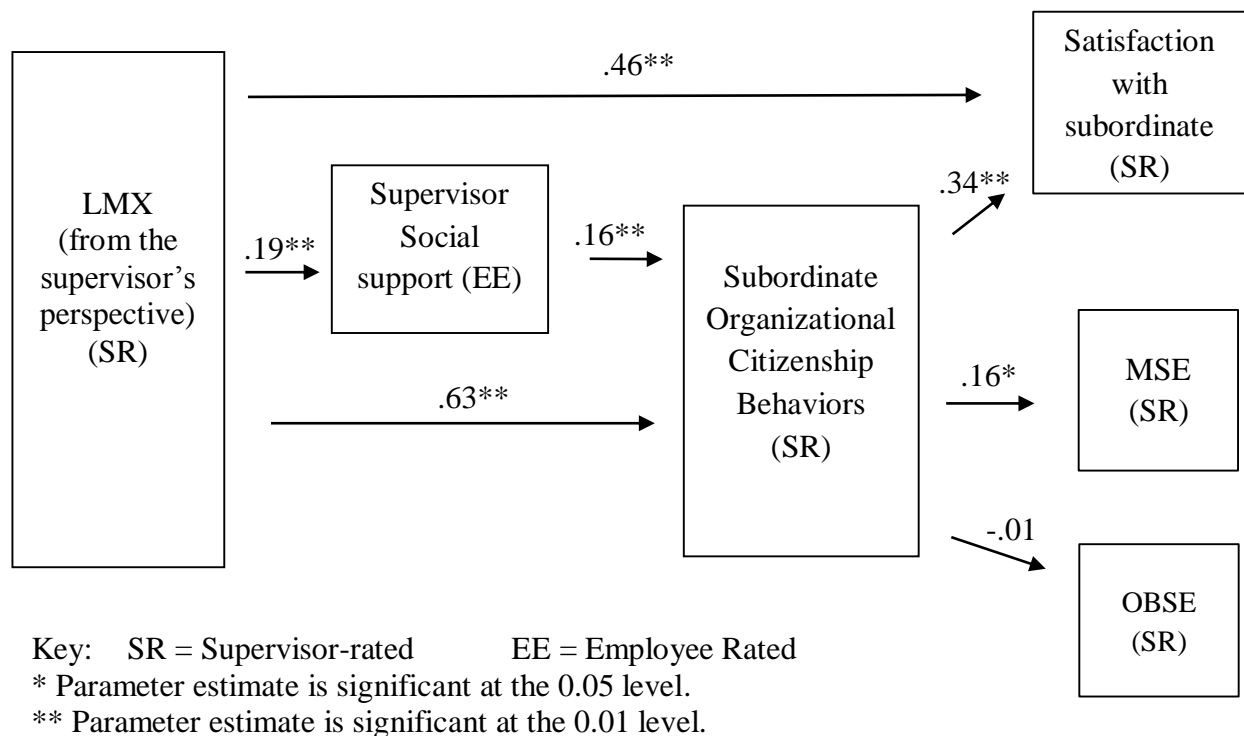 .46**
Satisfaction
with
subordinate
(SR)
LMX
(from the
supervisor's
perspective)
(SR)
.19**
Supervisor
Social
support (EE)
.16**
.63**
Subordinate
Organizational
Citizenship
Behaviors
(SR)
.34**
.16*
MSE
(SR)
-.01
OBSE
(SR)
Key: SR = Supervisor-rated EE = Employee Rated
* Parameter estimate is significant at the 0.05 level.
** Parameter estimate is significant at the 0.01 level.